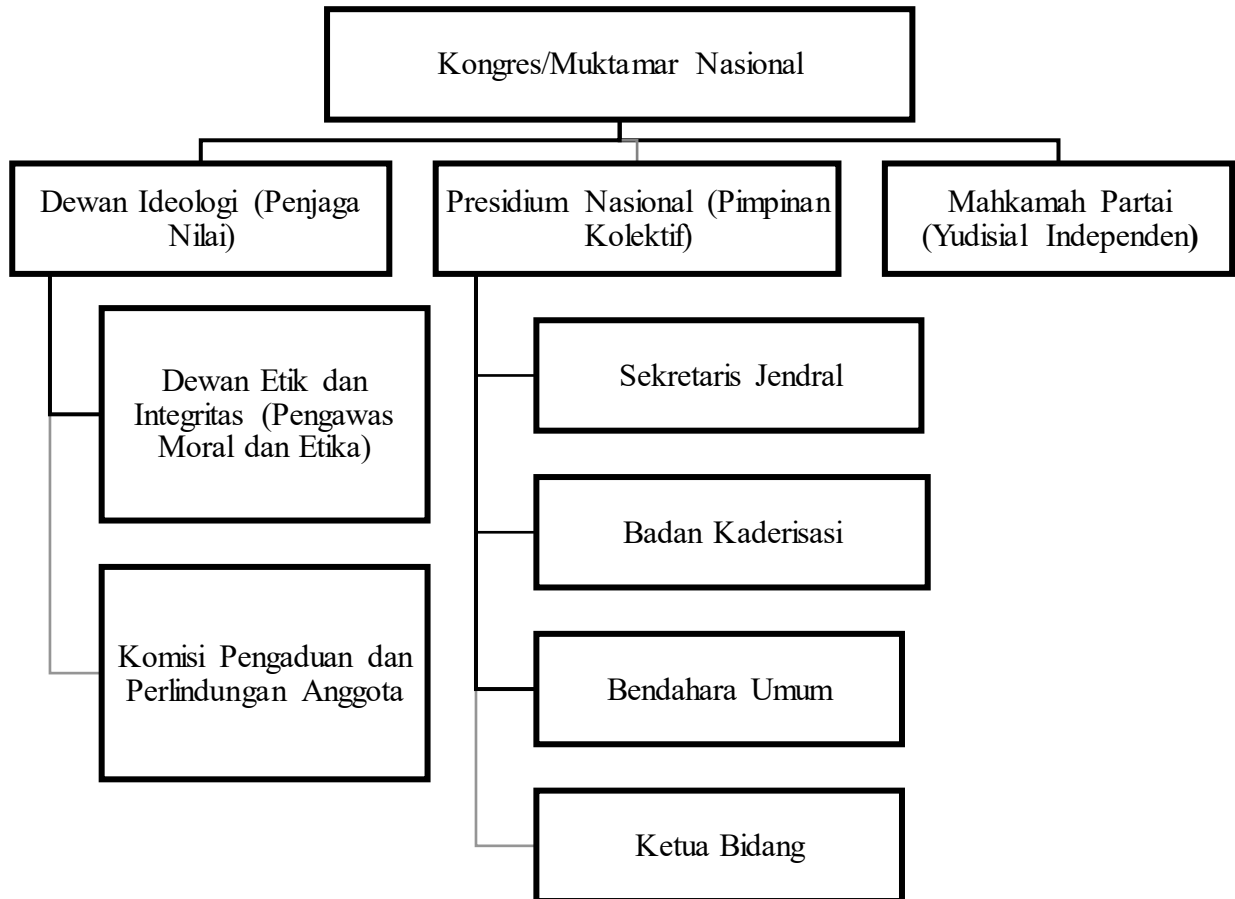 Kongres/Muktamar Nasional
Dewan Ideologi (Penjaga
Nilai)
Presidium Nasional (Pimpinan
Kolektif)
Mahkamah Partai
(Yudisial Independen)
Dewan Etik dan
Integritas (Pengawas
Moral dan Etika)
Komisi Pengaduan dan
Perlindungan Anggota
Sekretaris Jendral
Badan Kaderisasi
Bendahara Umum
Ketua Bidang